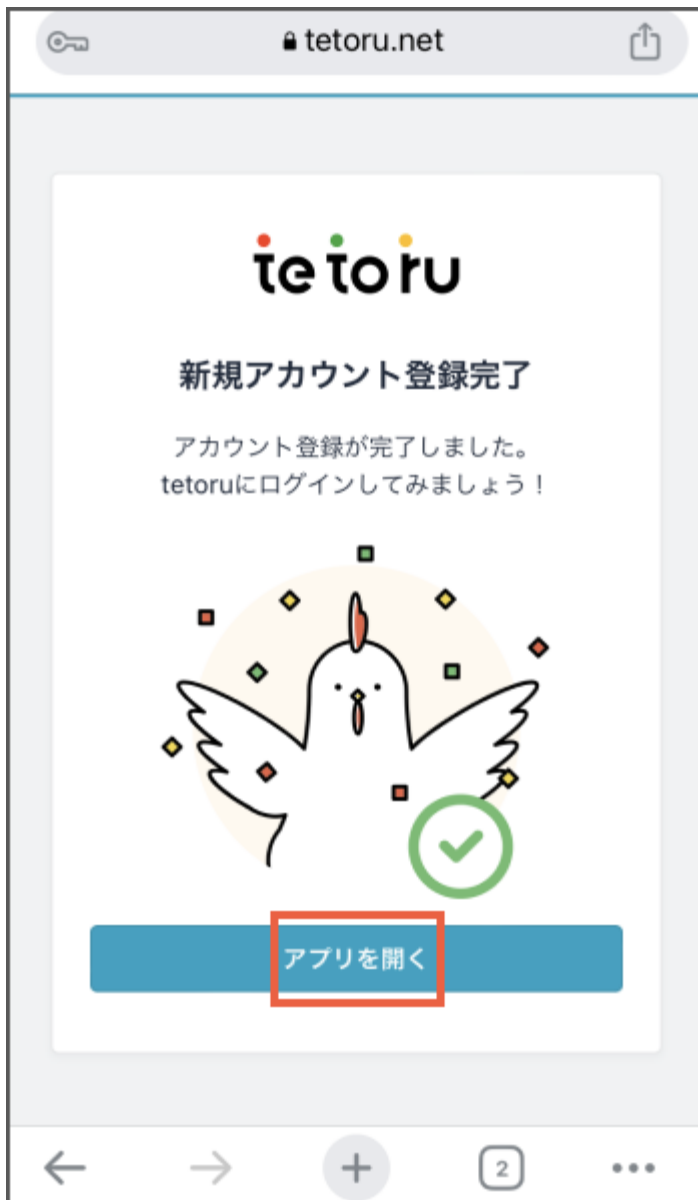 tetoru.net
tetoru
新規アカウント登録完了
アカウント登録が完了しました。
tetoruにログインしてみましょう！
アプリを開く
2